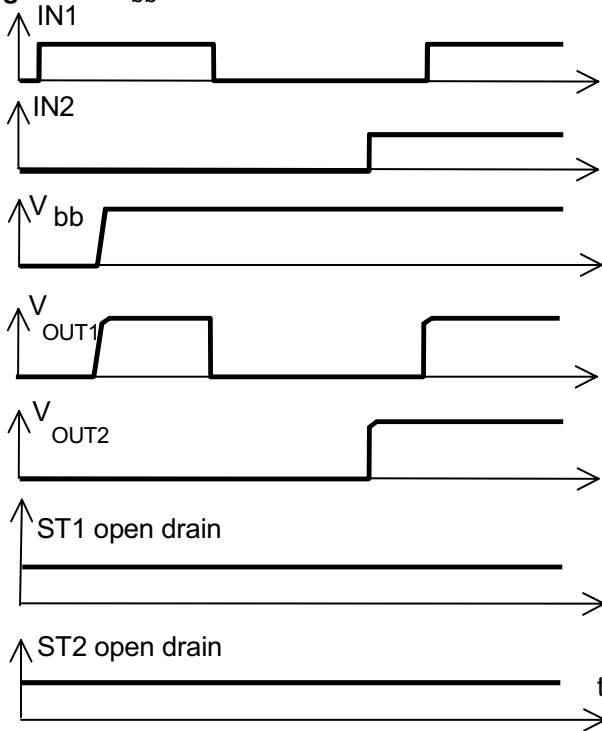 IN1
IN2
V bb
V OUT1
V OUT2
ST1 open drain
ST2 open drain
t